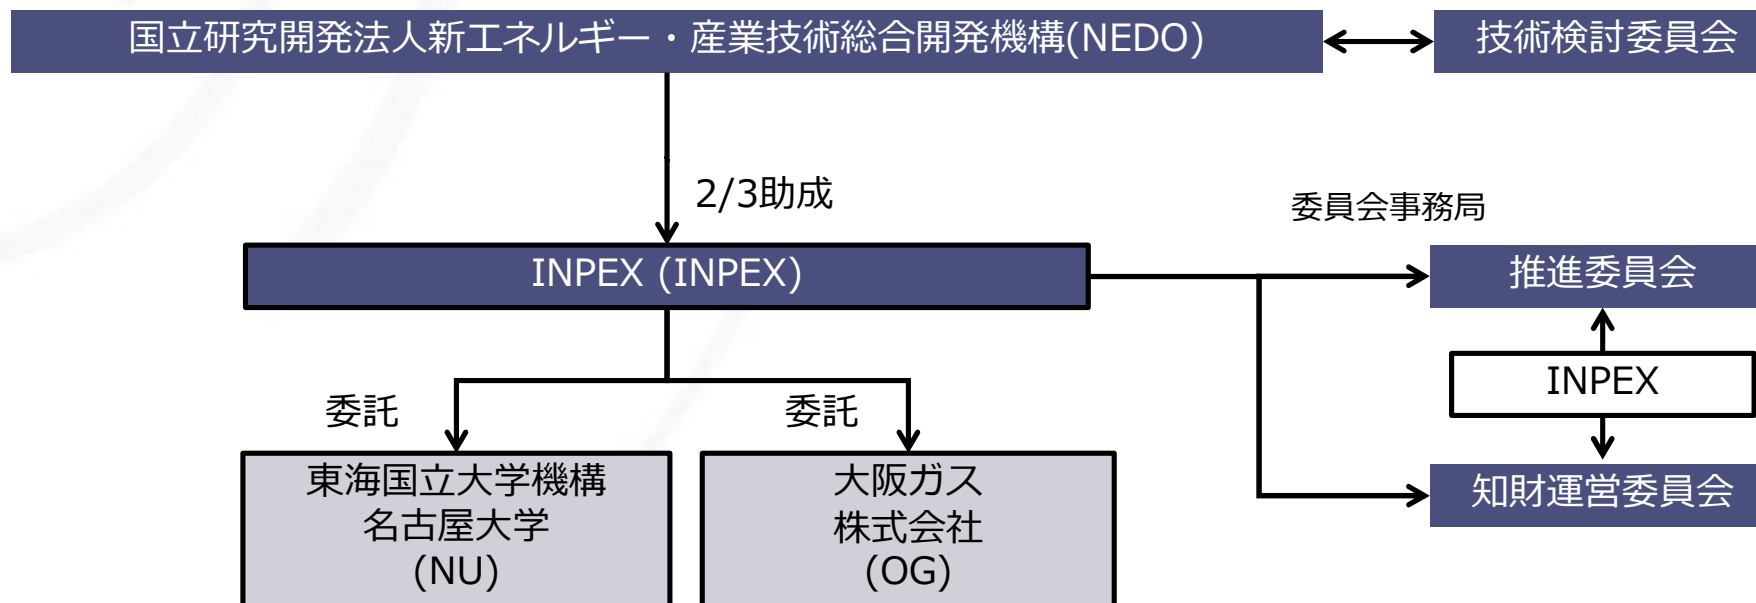 国立研究開発法人新エネルギー・産業技術総合開発機構(NEDO)
技術検討委員会
2/3助成
委員会事務局
INPEX (INPEX)
推進委員会
INPEX
委託
委託
知財運営委員会
東海国立大学機構
名古屋大学
(NU)
大阪ガス
株式会社
(OG)